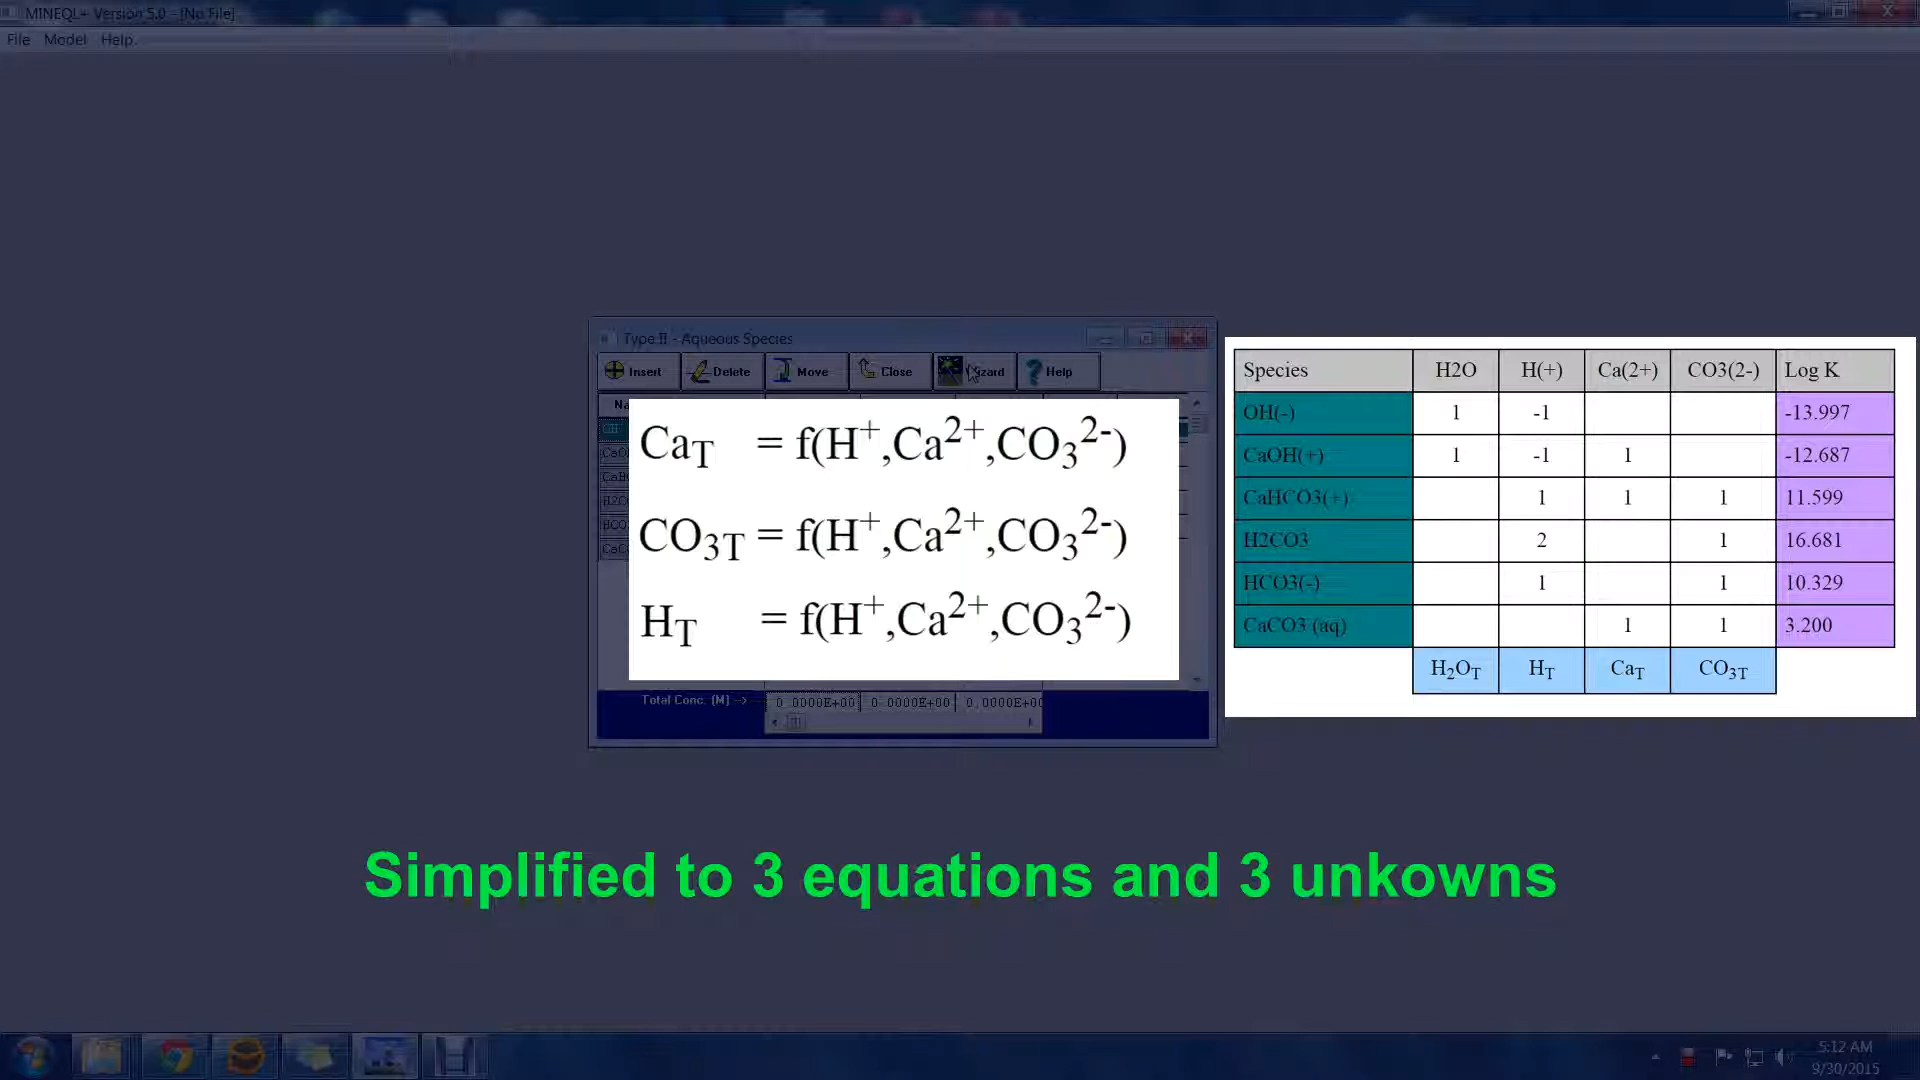 MINEQL+ Version 5.0 - [No File]
File Model Help
Type II - Aqueous Species
Insert Delete Move Close Wizard Help
Na
CaT = f(H+,Ca2+,CO32-)
CO3T = f(H+,Ca2+,CO32-)
HT = f(H+,Ca2+,CO32-)
Total Conc. (M) -> 0.0000E+00 0.0000E+00 0.0000E+00
Species H2O H(+) Ca(2+) CO3(2-) Log K
OH(-) 1 -1 -13.997
CaOH(+) 1 -1 1 -12.687
CaHCO3(+) 1 1 1 11.599
H2CO3 2 1 16.681
HCO3(-) 1 1 10.329
CaCO3 (aq) 1 1 3.200
H2OT HT CaT CO3T
Simplified to 3 equations and 3 unkowns
5:12 AM
9/30/2015